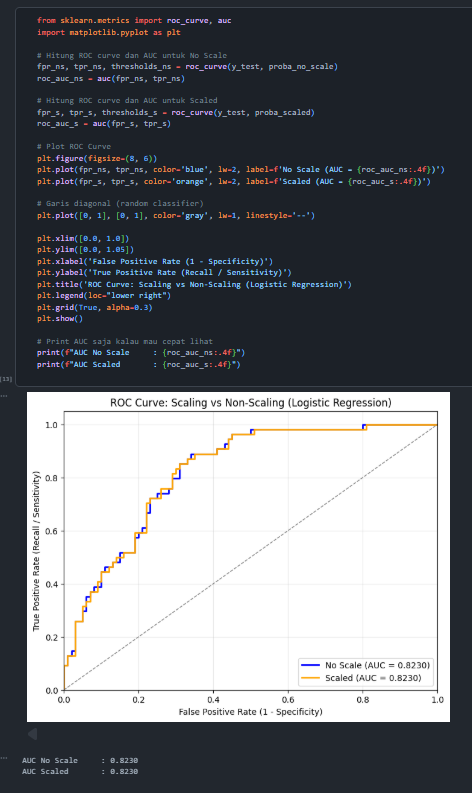 from sklearn.metrics import roc_curve, auc
import matplotlib.pyplot as plt
# Hitung ROC curve dan AUC untuk No Scale
fpr_ns, tpr_ns, thresholds_ns = roc_curve(y_test, proba_no_scale)
roc_auc_ns = auc(fpr_ns, tpr_ns)
# Hitung ROC curve dan AUC untuk Scaled
fpr_s, tpr_s, thresholds_s = roc_curve(y_test, proba_scaled)
roc_auc_s = auc(fpr_s, tpr_s)
# Plot ROC Curve
plt.figure(figsize=(8, 6))
plt.plot(fpr_ns, tpr_ns, color='blue', lw=2, label=f'No Scale (AUC = {roc_auc_ns:.4f})')
plt.plot(fpr_s, tpr_s, color='orange', lw=2, label=f'Scaled (AUC = {roc_auc_s:.4f})')
# Garis diagonal (random classifier)
plt.plot([0, 1], [0, 1], color='gray', lw=1, linestyle='--')
plt.xlim([0.0, 1.0])
plt.ylim([0.0, 1.05])
plt.xlabel('False Positive Rate (1 - Specificity)')
plt.ylabel('True Positive Rate (Recall / Sensitivity)')
plt.title('ROC Curve: Scaling vs Non-Scaling (Logistic Regression)')
plt.legend(loc="lower right")
plt.grid(True, alpha=0.3)
plt.show()
# Print AUC saja kalau mau cepat lihat
print(f"AUC No Scale     : {roc_auc_ns:.4f}")
print(f"AUC Scaled       : {roc_auc_s:.4f}")
[13]
...
ROC Curve: Scaling vs Non-Scaling (Logistic Regression)
True Positive Rate (Recall / Sensitivity)
1.0
0.8
0.6
0.4
0.2
0.0
No Scale (AUC = 0.8230)
Scaled (AUC = 0.8230)
0.0 0.2 0.4 0.6 0.8 1.0
False Positive Rate (1 - Specificity)
...
AUC No Scale     : 0.8230
AUC Scaled       : 0.8230